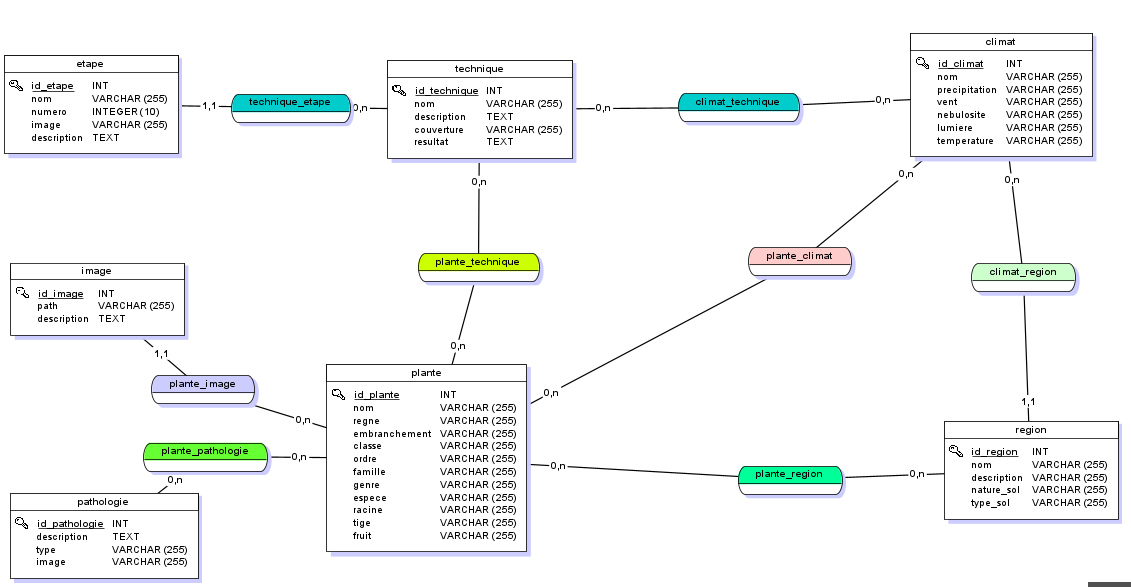 climat
id_climat INT
nom VARCHAR (255)
precipitation VARCHAR (255)
vent VARCHAR (255)
nebulosite VARCHAR (255)
lumiere VARCHAR (255)
temperature VARCHAR (255)
etape
id_etape INT
nom VARCHAR (255)
numero INTEGER (10)
image VARCHAR (255)
description TEXT
technique
id_technique INT
nom VARCHAR (255)
description TEXT
couverture VARCHAR (255)
resultat TEXT
1,1
technique_etape
0,n
0,n
climat_technique
0,n
0,n
0,n
0,n
plante_technique
plante_climat
climat_region
image
id_image INT
path VARCHAR (255)
description TEXT
1,1
0,n
plante_image
0,n
0,n
1,1
plante
id_plante INT
nom VARCHAR (255)
regne VARCHAR (255)
embranchement VARCHAR (255)
classe VARCHAR (255)
ordre VARCHAR (255)
famille VARCHAR (255)
genre VARCHAR (255)
espece VARCHAR (255)
racine VARCHAR (255)
tige VARCHAR (255)
fruit VARCHAR (255)
plante_pathologie
0,n
0,n
0,n
plante_region
0,n
region
id_region INT
nom VARCHAR (255)
description VARCHAR (255)
nature_sol VARCHAR (255)
type_sol VARCHAR (255)
pathologie
id_pathologie INT
description TEXT
type VARCHAR (255)
image VARCHAR (255)